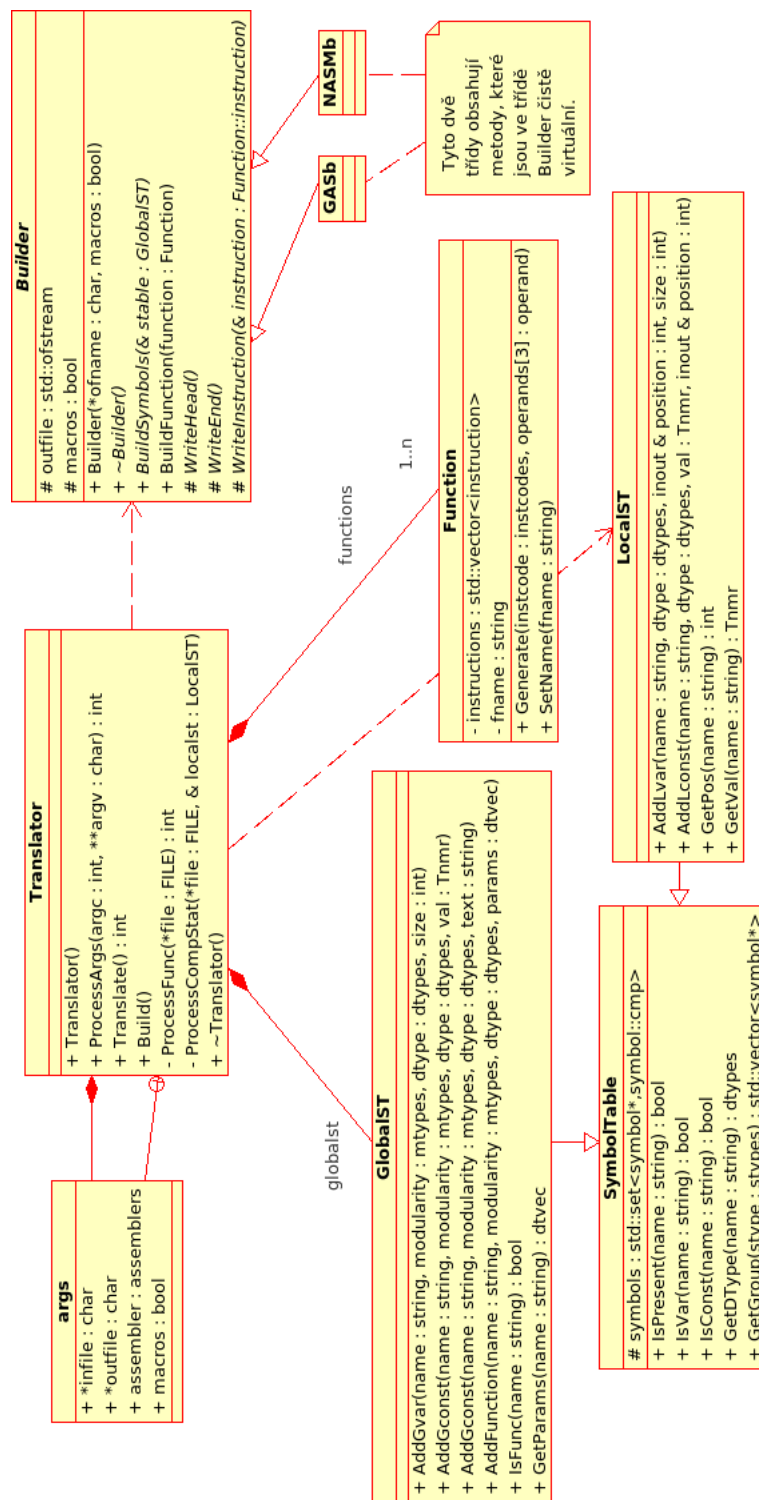 args
+ *infile : char
+ *outfile : char
+ assembler : assemblers
+ macros : bool
Translator
+ Translator()
+ ProcessArgs(argc : int, **argv : char) : int
+ Translate() : int
+ Build()
- ProcessFunc(*file : FILE) : int
- ProcessCompStat(*file : FILE, & localst : LocalST)
+ ~Translator()
Builder
# outfile : std::ofstream
# macros : bool
+ Builder(*ofname : char, macros : bool)
+ ~Builder()
+ BuildSymbols(& stable : GlobalST)
+ BuildFunction(function : Function)
# WriteHead()
# WriteEnd()
# WriteInstruction(& instruction : Function::instruction)
globalst
functions
1..n
GASb
NASMb
GlobalST
+ AddGvar(name : string, modularity : mtypes, dtype : dtypes, size : int)
+ AddGconst(name : string, modularity : mtypes, dtype : dtypes, val : Tnmr)
+ AddGconst(name : string, modularity : mtypes, dtype : dtypes, text : string)
+ AddFunction(name : string, modularity : mtypes, dtype : dtypes, params : dtvec)
+ IsFunc(name : string) : bool
+ GetParams(name : string) : dtvec
Function
- instructions : std::vector<instruction>
- fname : string
+ Generate(instcode : instcodes, operands[3] : operand)
+ SetName(fname : string)
Tyto dvě
třídy obsahují
metody, které
jsou ve třídě
Builder čistě
virtuální.
SymbolTable
# symbols : std::set<symbol*,symbol::cmp>
+ IsPresent(name : string) : bool
+ IsVar(name : string) : bool
+ IsConst(name : string) : bool
+ GetDType(name : string) : dtypes
+ GetGroup(stype : stypes) : std::vector<symbol*>
LocalST
+ AddLvar(name : string, dtype : dtypes, inout & position : int, size : int)
+ AddLconst(name : string, dtype : dtypes, val : Tnmr, inout & position : int)
+ GetPos(name : string) : int
+ GetVal(name : string) : Tnmr